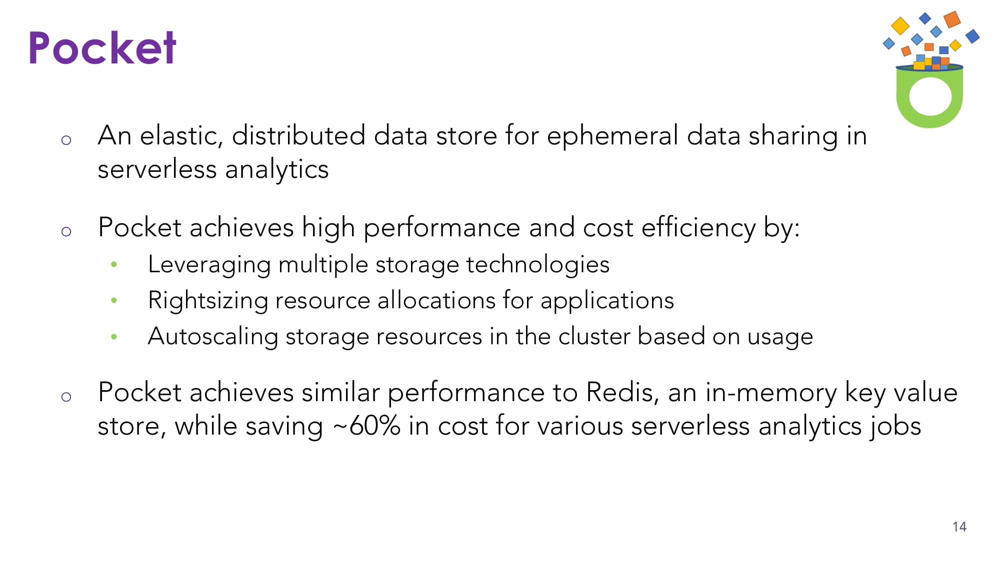 Pocket
o An elastic, distributed data store for ephemeral data sharing in
serverless analytics
o Pocket achieves high performance and cost efficiency by:
• Leveraging multiple storage technologies
• Rightsizing resource allocations for applications
• Autoscaling storage resources in the cluster based on usage
o Pocket achieves similar performance to Redis, an in-memory key value
store, while saving ~60% in cost for various serverless analytics jobs
14